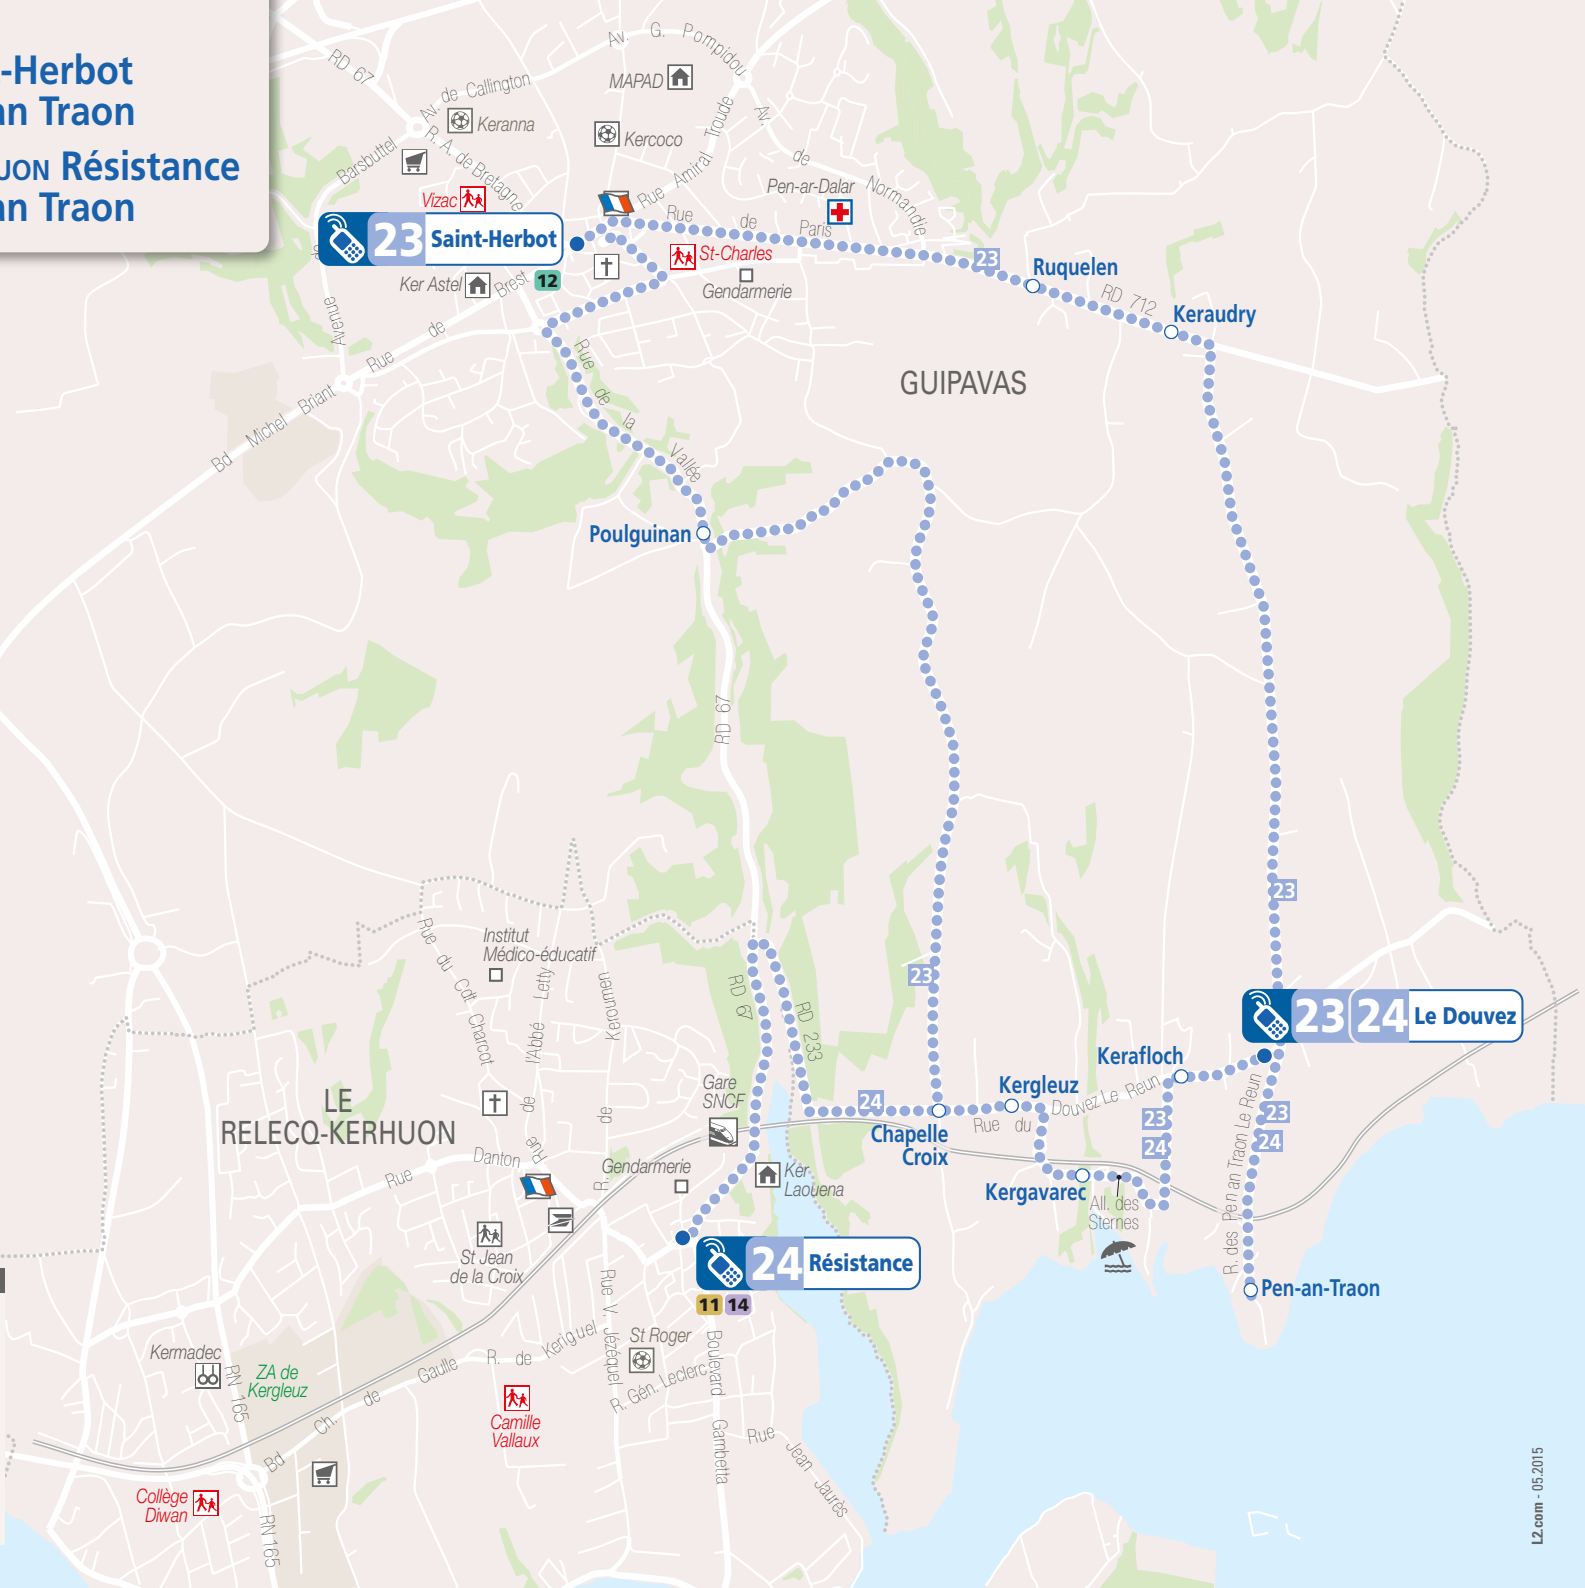 -Herbot
an Traon
UON Résistance
an Traon
RD 67
Av. de Callington
Av. G. Pompidou
MAPAD
Keranna
Kercoco
Barsbuttel
R. A. de Bretagne
Rue Amiral Troude
Av. de Normandie
Pen-ar-Dalar
Vizac
23 Saint-Herbot
Rue de Paris
St-Charles
Gendarmerie
Ker Astel
12
Rue de Brest
Avenue
Bd Michel Briant
23
Ruquelen
RD 712
Keraudry
GUIPAVAS
Rue de la Vallée
Poulguinan
RD 67
23
Institut
Médico-éducatif
Rue du Cdt Charcot
Rue de l'Abbé Letty
R. de Keroumen
RD 67
RD 233
23
23 24 Le Douvez
Kerafloch
Kergleuz
Rue du Douvez Le Reun
24
Chapelle
Croix
23
24
23
24
Kergavarec
All. des
Sternes
R. des Pen an Traon Le Reun
Pen-an-Traon
LE
RELECQ-KERHUON
Gare
SNCF
Rue Danton
Gendarmerie
Ker
Laouena
St Jean
de la Croix
24 Résistance
11 14
Rue V. Jézéquel
St Roger
R. Gén. Leclerc
Boulevard Gambetta
Rue Jean Jaurès
R. de Keriguel
Kermadec
ZA de
Kergleuz
RN 165
Bd Ch. de Gaulle
Camille
Vallaux
Collège
Diwan
RN 165
L2.com - 05.2015